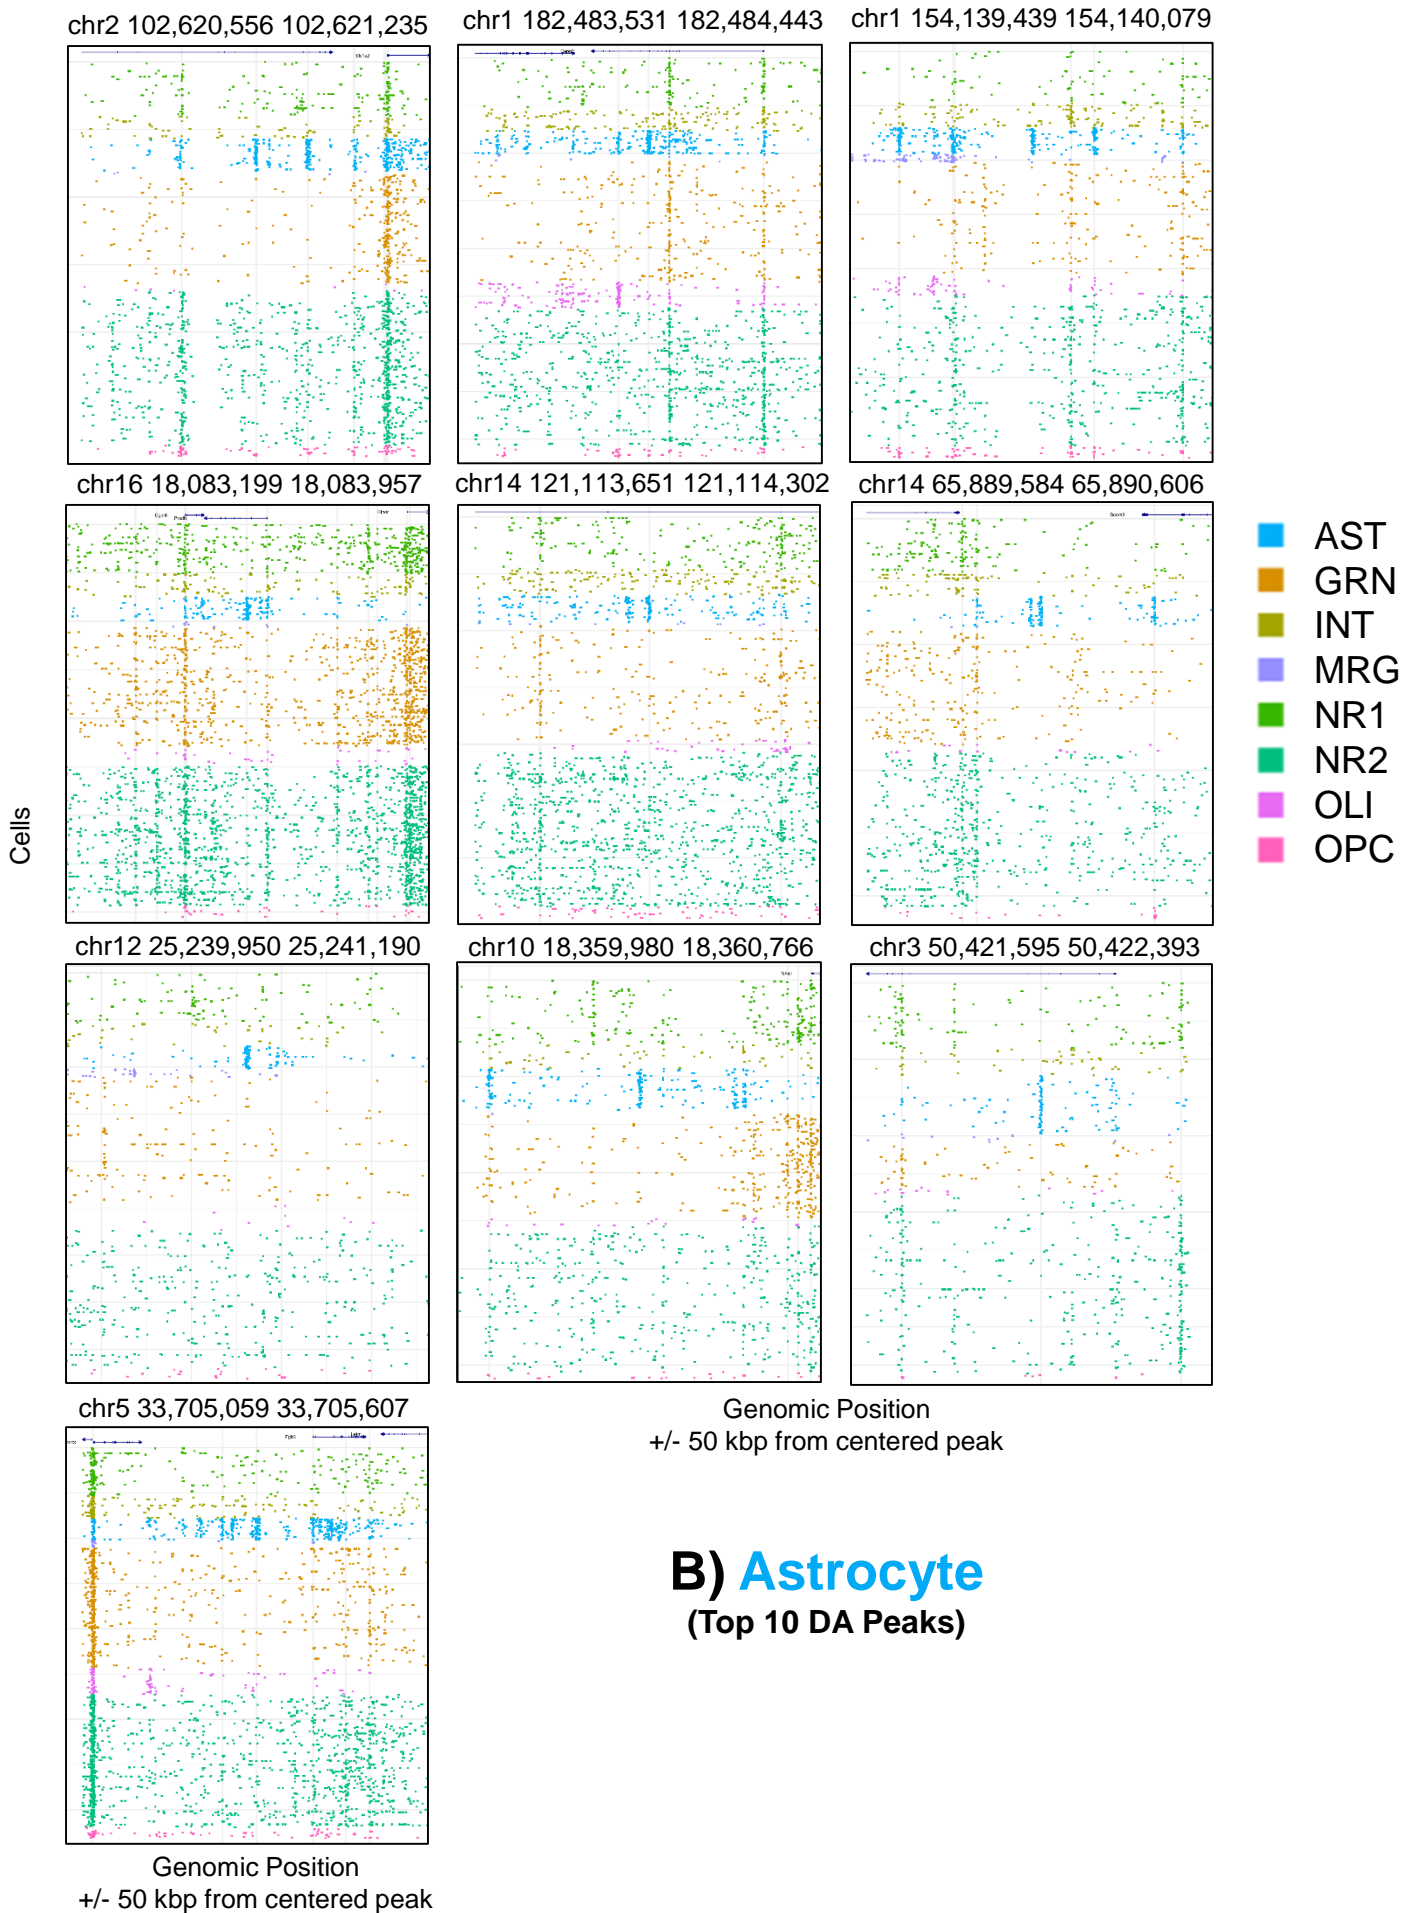 chr2 102,620,556 102,621,235
chr1 182,483,531 182,484,443
chr1 154,139,439 154,140,079
chr16 18,083,199 18,083,957
chr14 121,113,651 121,114,302
chr14 65,889,584 65,890,606
AST
GRN
INT
MRG
NR1
NR2
OLI
OPC
Cells
chr12 25,239,950 25,241,190
chr10 18,359,980 18,360,766
chr3 50,421,595 50,422,393
chr5 33,705,059 33,705,607
Genomic Position
+/- 50 kbp from centered peak
B) Astrocyte
(Top 10 DA Peaks)
Genomic Position
+/- 50 kbp from centered peak